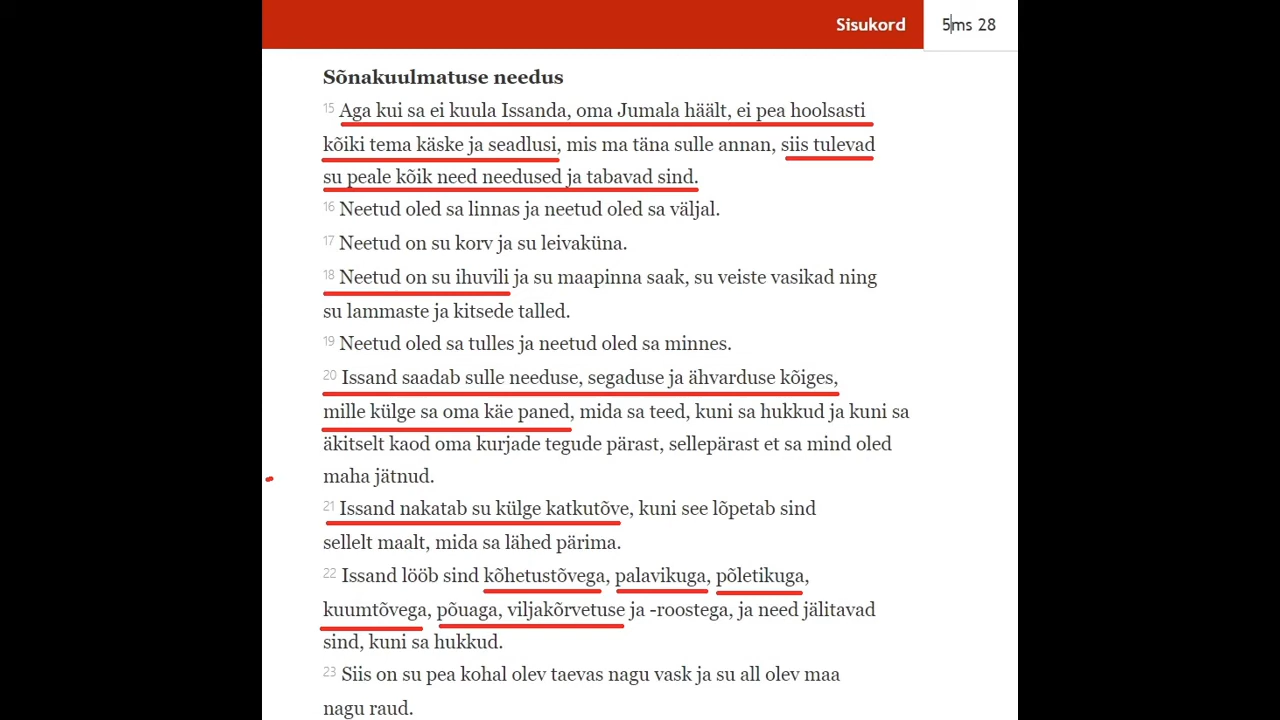 Sisukord 5ms 28
Sõnakuulmatuse needus
15 Aga kui sa ei kuula Issanda, oma Jumala häält, ei pea hoolsasti
kõiki tema käske ja seadlusi, mis ma täna sulle annan, siis tulevad
su peale kõik need needused ja tabavad sind.
16 Neetud oled sa linnas ja neetud oled sa väljal.
17 Neetud on su korv ja su leivaküna.
18 Neetud on su ihuvili ja su maapinna saak, su veiste vasikad ning
su lammaste ja kitsede talled.
19 Neetud oled sa tulles ja neetud oled sa minnes.
20 Issand saadab sulle needuse, segaduse ja ähvarduse kõiges,
mille külge sa oma käe paned, mida sa teed, kuni sa hukkud ja kuni sa
äkitselt kaod oma kurjade tegude pärast, sellepärast et sa mind oled
maha jätnud.
21 Issand nakatab su külge katkutõve, kuni see lõpetab sind
sellelt maalt, mida sa lähed pärima.
22 Issand lööb sind kõhetustõvega, palavikuga, põletikuga,
kuumtõvega, põuaga, viljakõrvetuse ja -roostega, ja need jälitavad
sind, kuni sa hukkud.
23 Siis on su pea kohal olev taevas nagu vask ja su all olev maa
nagu raud.